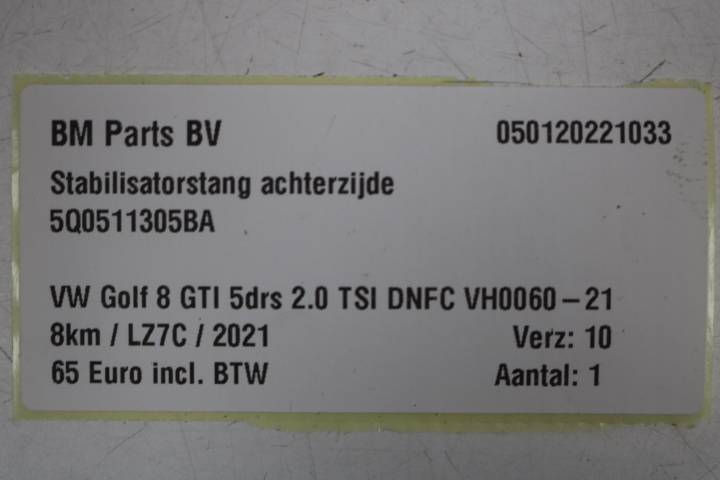 BM Parts BV 050120221033
Stabilisatorstang achterzijde
5Q0511305BA
VW Golf 8 GTI 5drs 2.0 TSI DNFC VH0060-21
8km / LZ7C / 2021 Verz: 10
65 Euro incl. BTW Aantal: 1